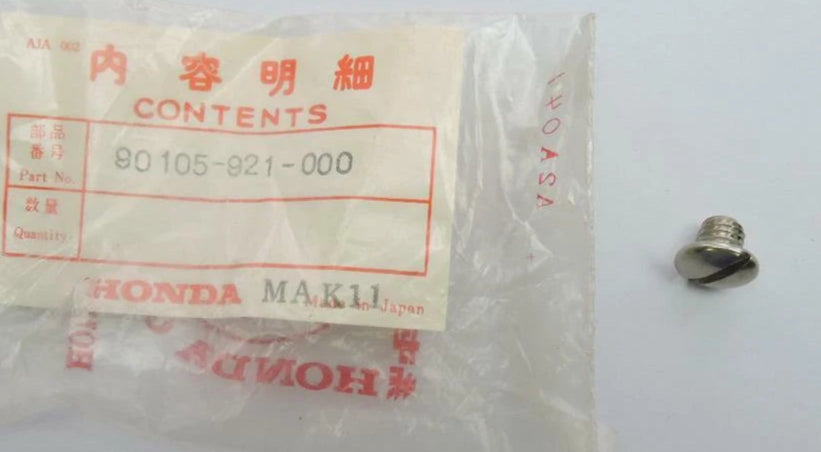 AJA 002
内容明細
CONTENTS
部品
番号
Part No.
90105-921-000
数量
Quantity
HONDA MAK11
Made in Japan
HONDA